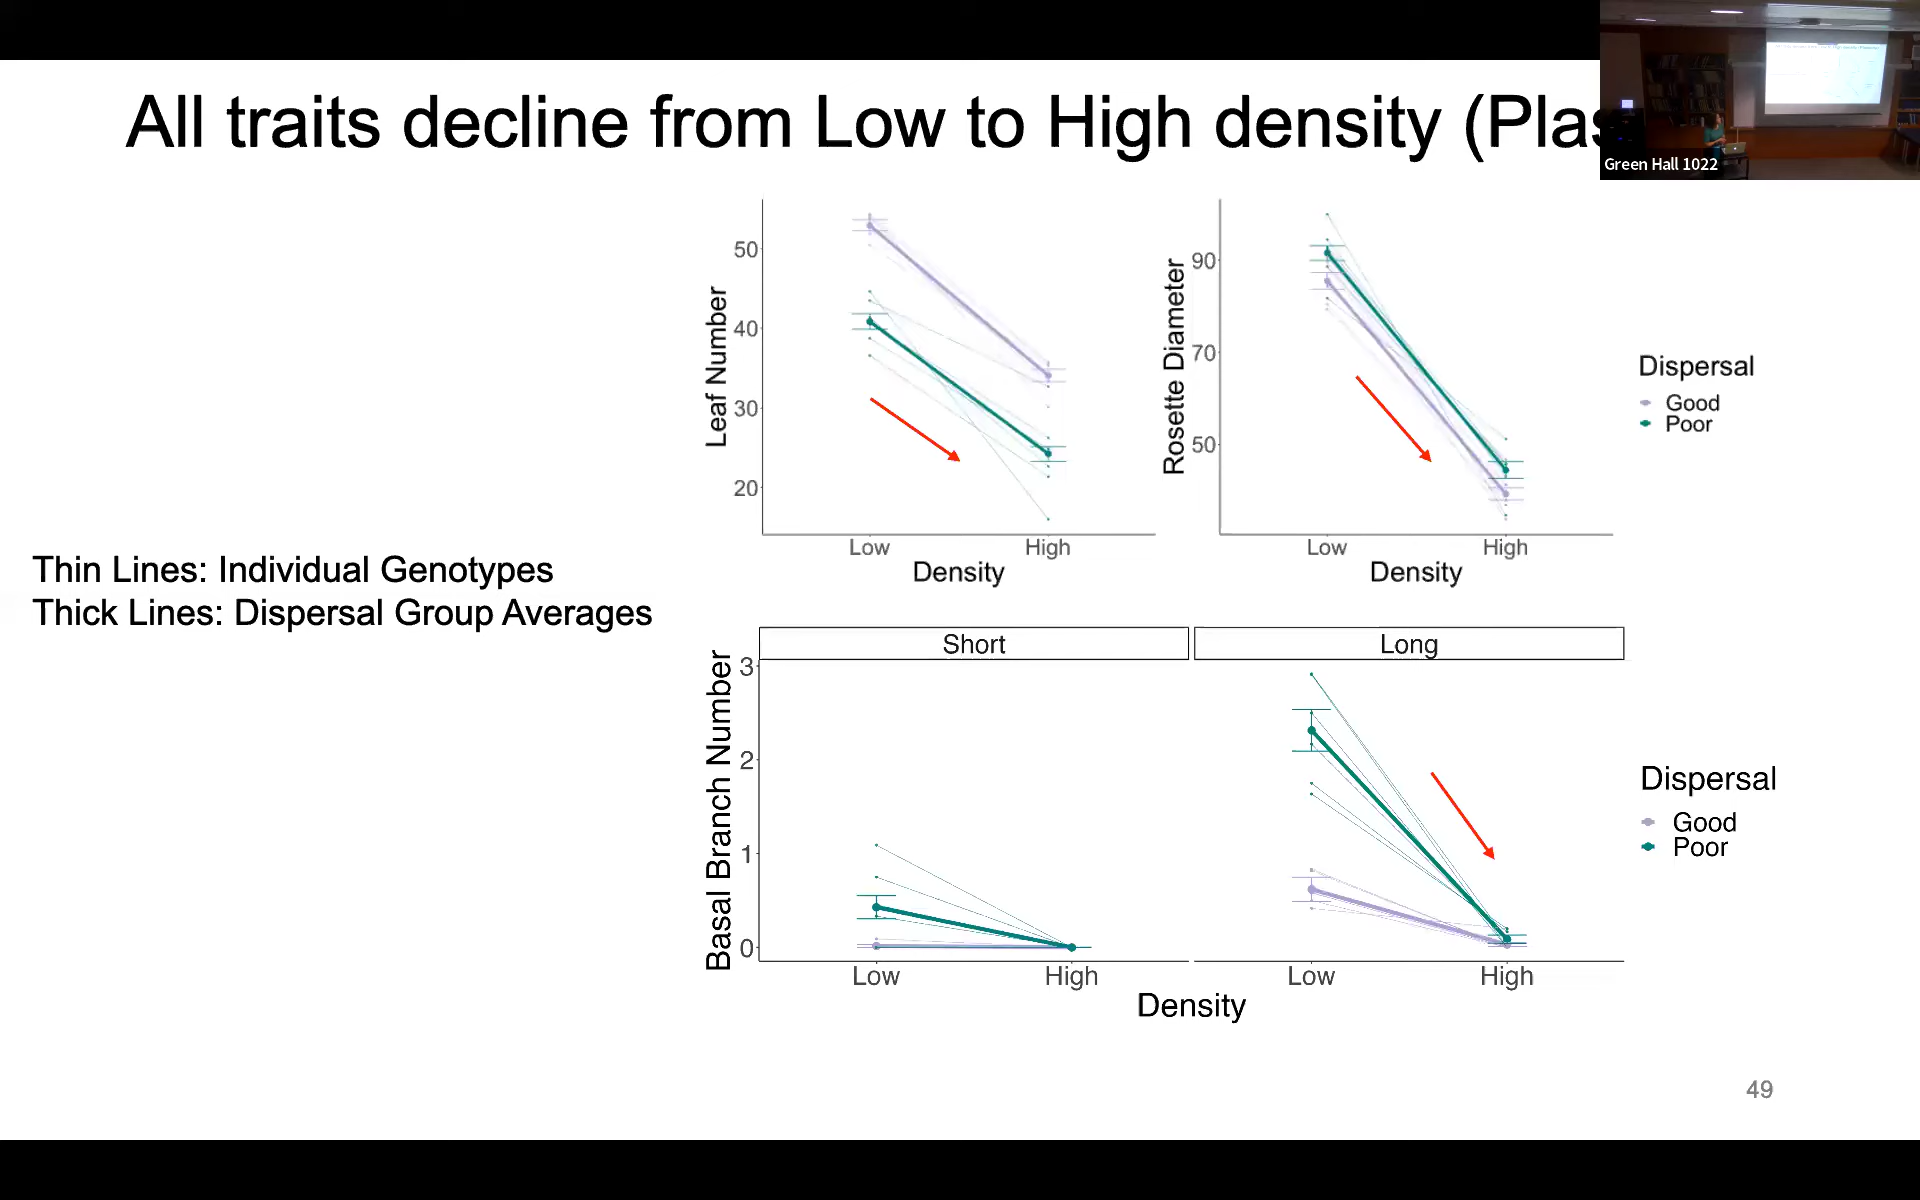 All traits decline from Low to High density (Plas
Green Hall 1022
Thin Lines: Individual Genotypes
Thick Lines: Dispersal Group Averages
Leaf Number
50
40
30
20
Low
High
Density
Rosette Diameter
90
70
50
Low
High
Density
Dispersal
Good
Poor
Short
Long
Basal Branch Number
3
2
1
0
Low
High
Low
High
Density
Dispersal
Good
Poor
49